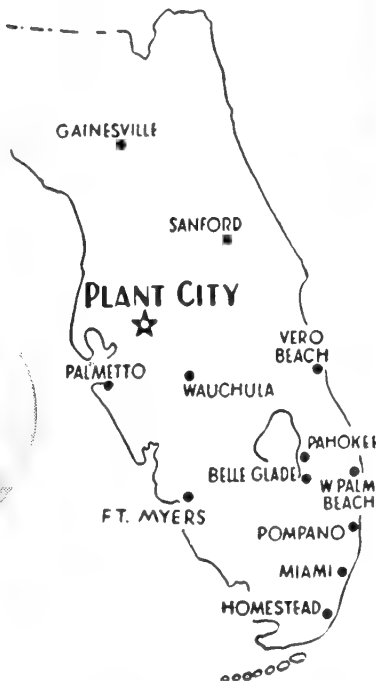 GAINESVILLE
SANFORD
PLANT CITY
VERO
BEACH
PALMETTO
WAUCHULA
PAHOKEE
BELLE GLADE
W PALM
BEACH
FT. MYERS
POMPANO
MIAMI
HOMESTEAD